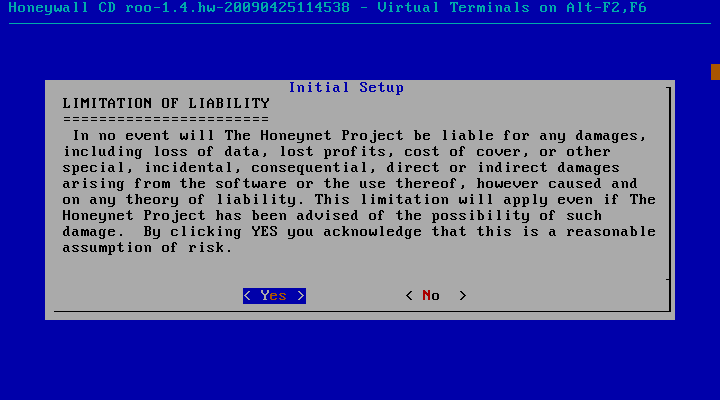 Honeywall CD roo-1.4.hw-20090425114538 - Virtual Terminals on Alt-F2,F6
Initial Setup
LIMITATION OF LIABILITY
=======================
In no event will The Honeynet Project be liable for any damages,
including loss of data, lost profits, cost of cover, or other
special, incidental, consequential, direct or indirect damages
arising from the software or the use thereof, however caused and
on any theory of liability. This limitation will apply even if The
Honeynet Project has been advised of the possibility of such
damage.  By clicking YES you acknowledge that this is a reasonable
assumption of risk.
< Yes > < No  >